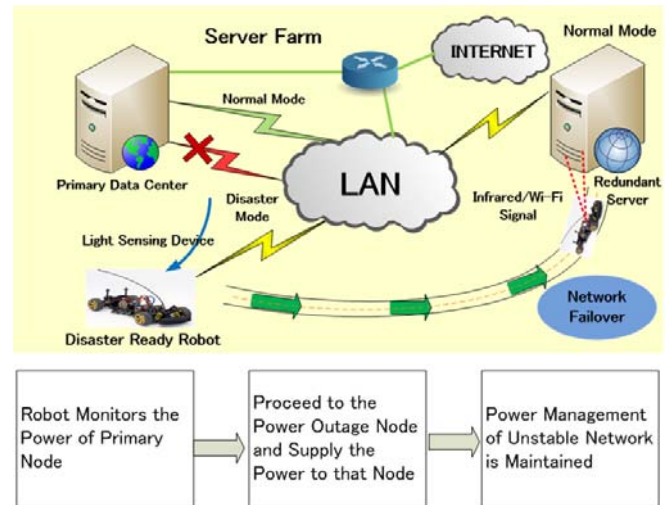 Server Farm
INTERNET
Normal Mode
Normal Mode
Primary Data Center
LAN
Disaster
Mode
Infrared/Wi-Fi
Signal
Redundant
Server
Light Sensing Device
Disaster Ready Robot
Network
Failover
Robot Monitors the
Power of Primary
Node
Proceed to the
Power Outage Node
and Supply the
Power to that Node
Power Management
of Unstable Network
is Maintained